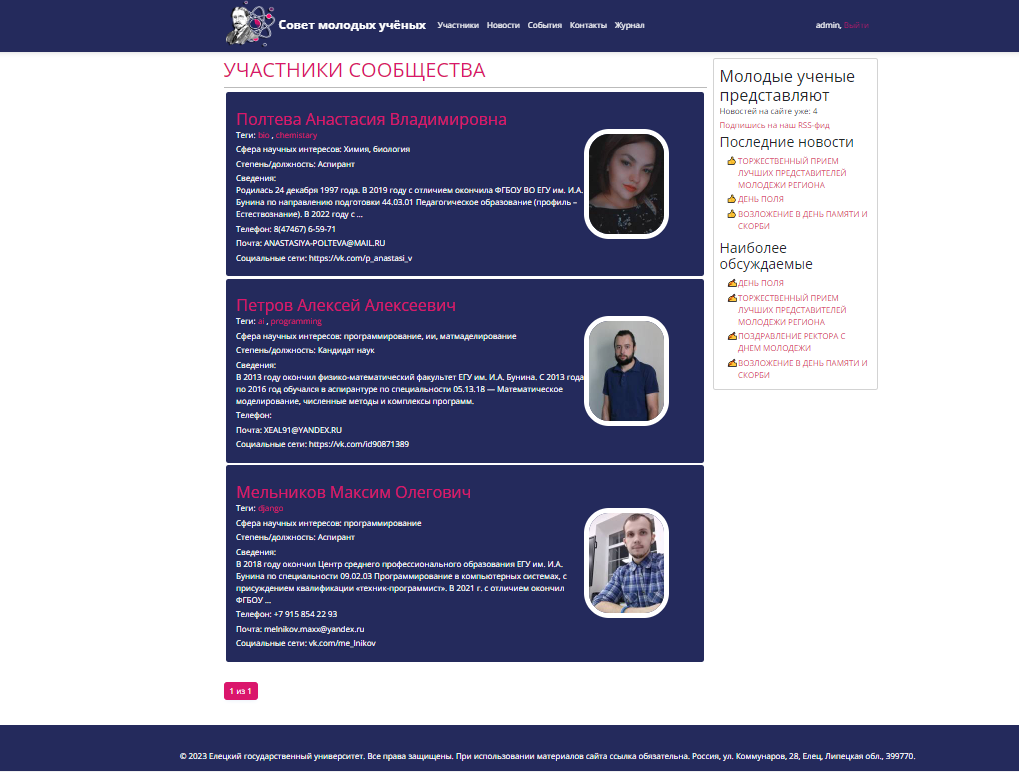 Совет молодых учёных
Участники Новости События Контакты Журнал
admin, Выйти
УЧАСТНИКИ СООБЩЕСТВА
Полтева Анастасия Владимировна
Теги: bio , chemistary
Сфера научных интересов: Химия, биология
Степень/должность: Аспирант
Сведения:
Родилась 24 декабря 1997 года. В 2019 году с отличием окончила ФГБОУ ВО ЕГУ им. И.А.
Бунина по направлению подготовки 44.03.01 Педагогическое образование (профиль –
Естествознание). В 2022 году с ...
Телефон: 8(47467) 6-59-71
Почта: ANASTASIYA-POLTEVA@MAIL.RU
Социальные сети: https://vk.com/p_anastasi_v
Петров Алексей Алексеевич
Теги: ai , programming
Сфера научных интересов: программирование, ии, матмаделирование
Степень/должность: Кандидат наук
Сведения:
В 2013 году окончил физико-математический факультет ЕГУ им. И.А. Бунина. С 2013 года
по 2016 год обучался в аспирантуре по специальности 05.13.18 — Математическое
моделирование, численные методы и комплексы программ.
Телефон:
Почта: XEAL91@YANDEX.RU
Социальные сети: https://vk.com/id90871389
Мельников Максим Олегович
Теги: django
Сфера научных интересов: программирование
Степень/должность: Аспирант
Сведения:
В 2018 году окончил Центр среднего профессионального образования ЕГУ им. И.А.
Бунина по специальности 09.02.03 Программирование в компьютерных системах, с
присуждением квалификации «техник-программист». В 2021 г. с отличием окончил
ФГБОУ ...
Телефон: +7 915 854 22 93
Почта: melnikov.maxx@yandex.ru
Социальные сети: vk.com/me_lnikov
1 из 1
Молодые ученые
представляют
Новостей на сайте уже: 4
Подпишись на наш RSS-фид
Последние новости
ТОРЖЕСТВЕННЫЙ ПРИЕМ
ЛУЧШИХ ПРЕДСТАВИТЕЛЕЙ
МОЛОДЕЖИ РЕГИОНА
ДЕНЬ ПОЛЯ
ВОЗЛОЖЕНИЕ В ДЕНЬ ПАМЯТИ И
СКОРБИ
Наиболее
обсуждаемые
ДЕНЬ ПОЛЯ
ТОРЖЕСТВЕННЫЙ ПРИЕМ
ЛУЧШИХ ПРЕДСТАВИТЕЛЕЙ
МОЛОДЕЖИ РЕГИОНА
ПОЗДРАВЛЕНИЕ РЕКТОРА С
ДНЕМ МОЛОДЕЖИ
ВОЗЛОЖЕНИЕ В ДЕНЬ ПАМЯТИ И
СКОРБИ
© 2023 Елецкий государственный университет. Все права защищены. При использовании материалов сайта ссылка обязательна. Россия, ул. Коммунаров, 28, Елец, Липецкая обл., 399770.